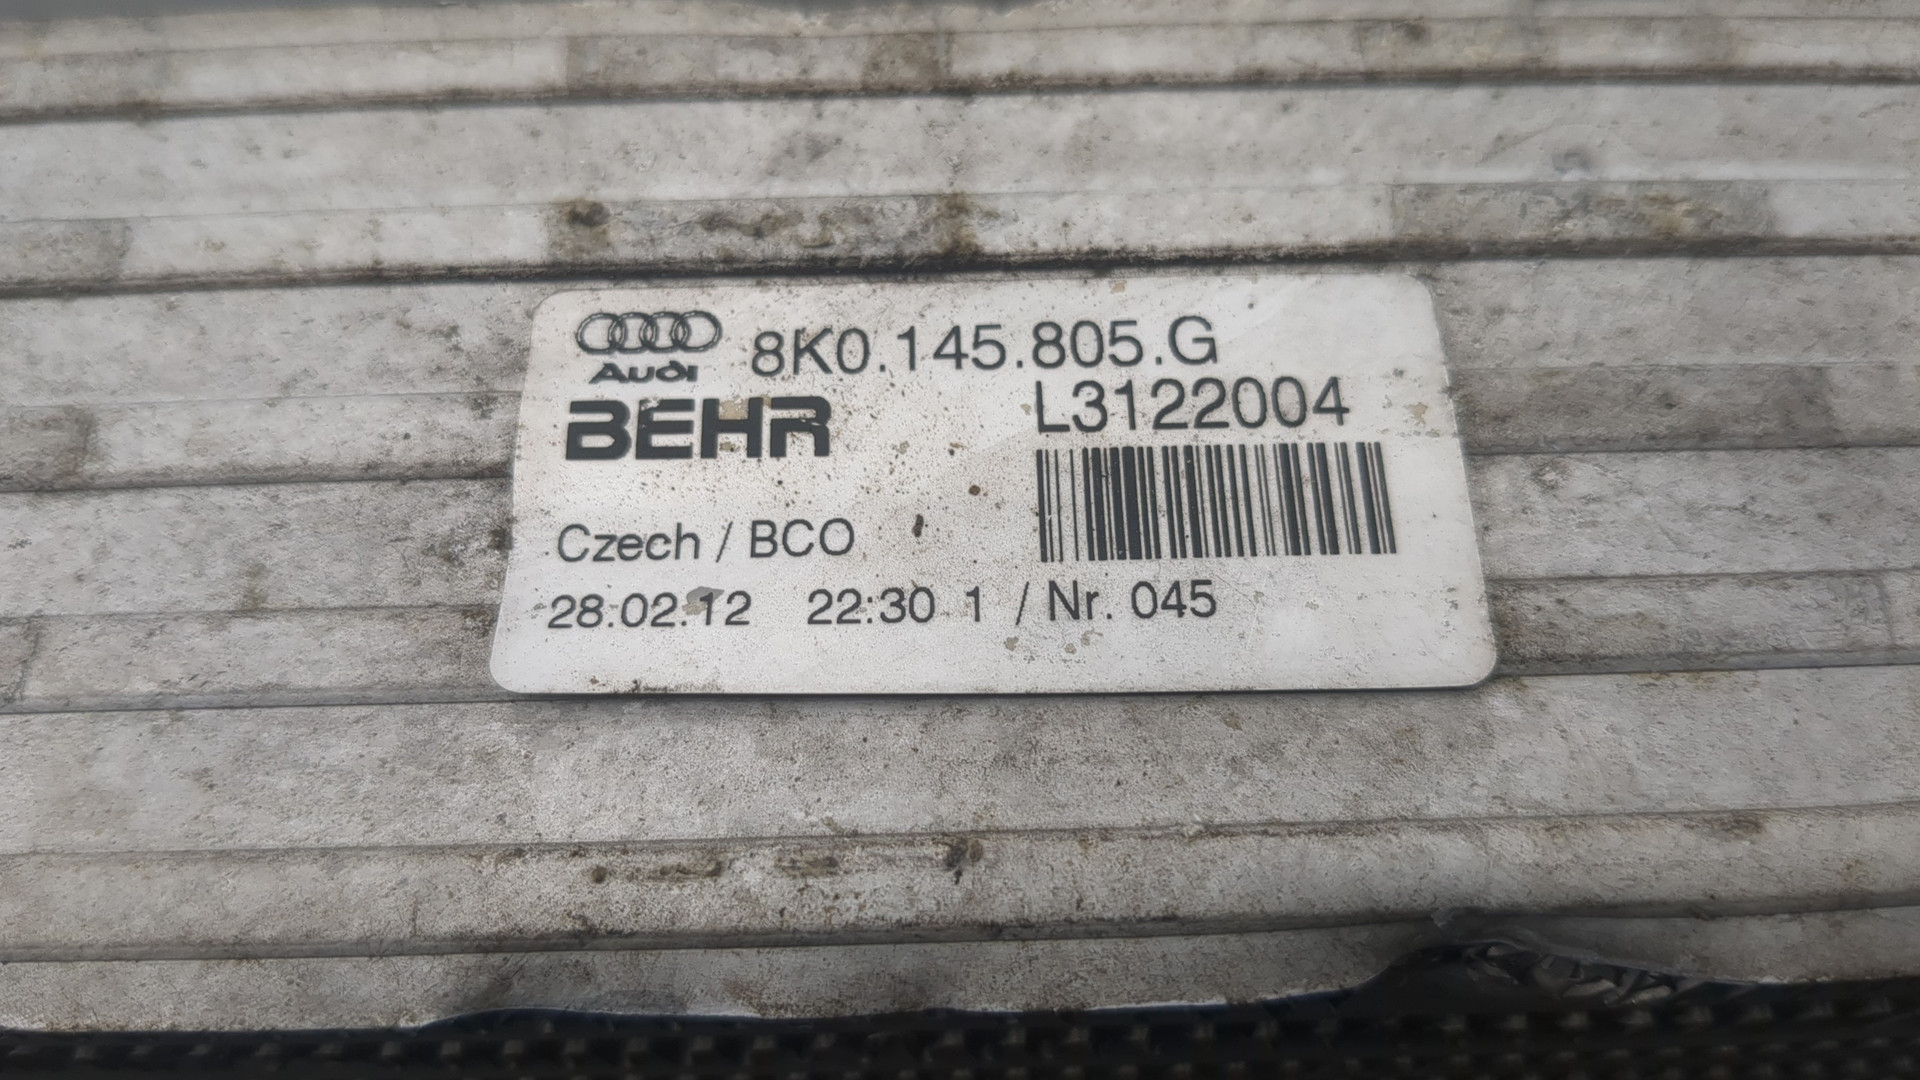 Audi 8K0.145.805.G
BEHR L3122004
Czech / BCO
28.02.12 22:30 1 / Nr. 045